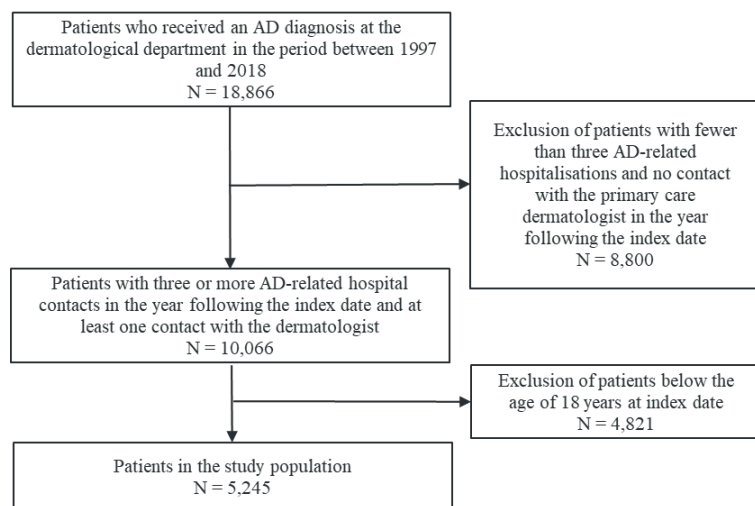 Patients who received an AD diagnosis at the
dermatological department in the period between 1997
and 2018
N = 18,866
Exclusion of patients with fewer
than three AD-related
hospitalisations and no contact
with the primary care
dermatologist in the year
following the index date
N = 8,800
Patients with three or more AD-related hospital
contacts in the year following the index date and at
least one contact with the dermatologist
N = 10,066
Exclusion of patients below the
age of 18 years at index date
N = 4,821
Patients in the study population
N = 5,245